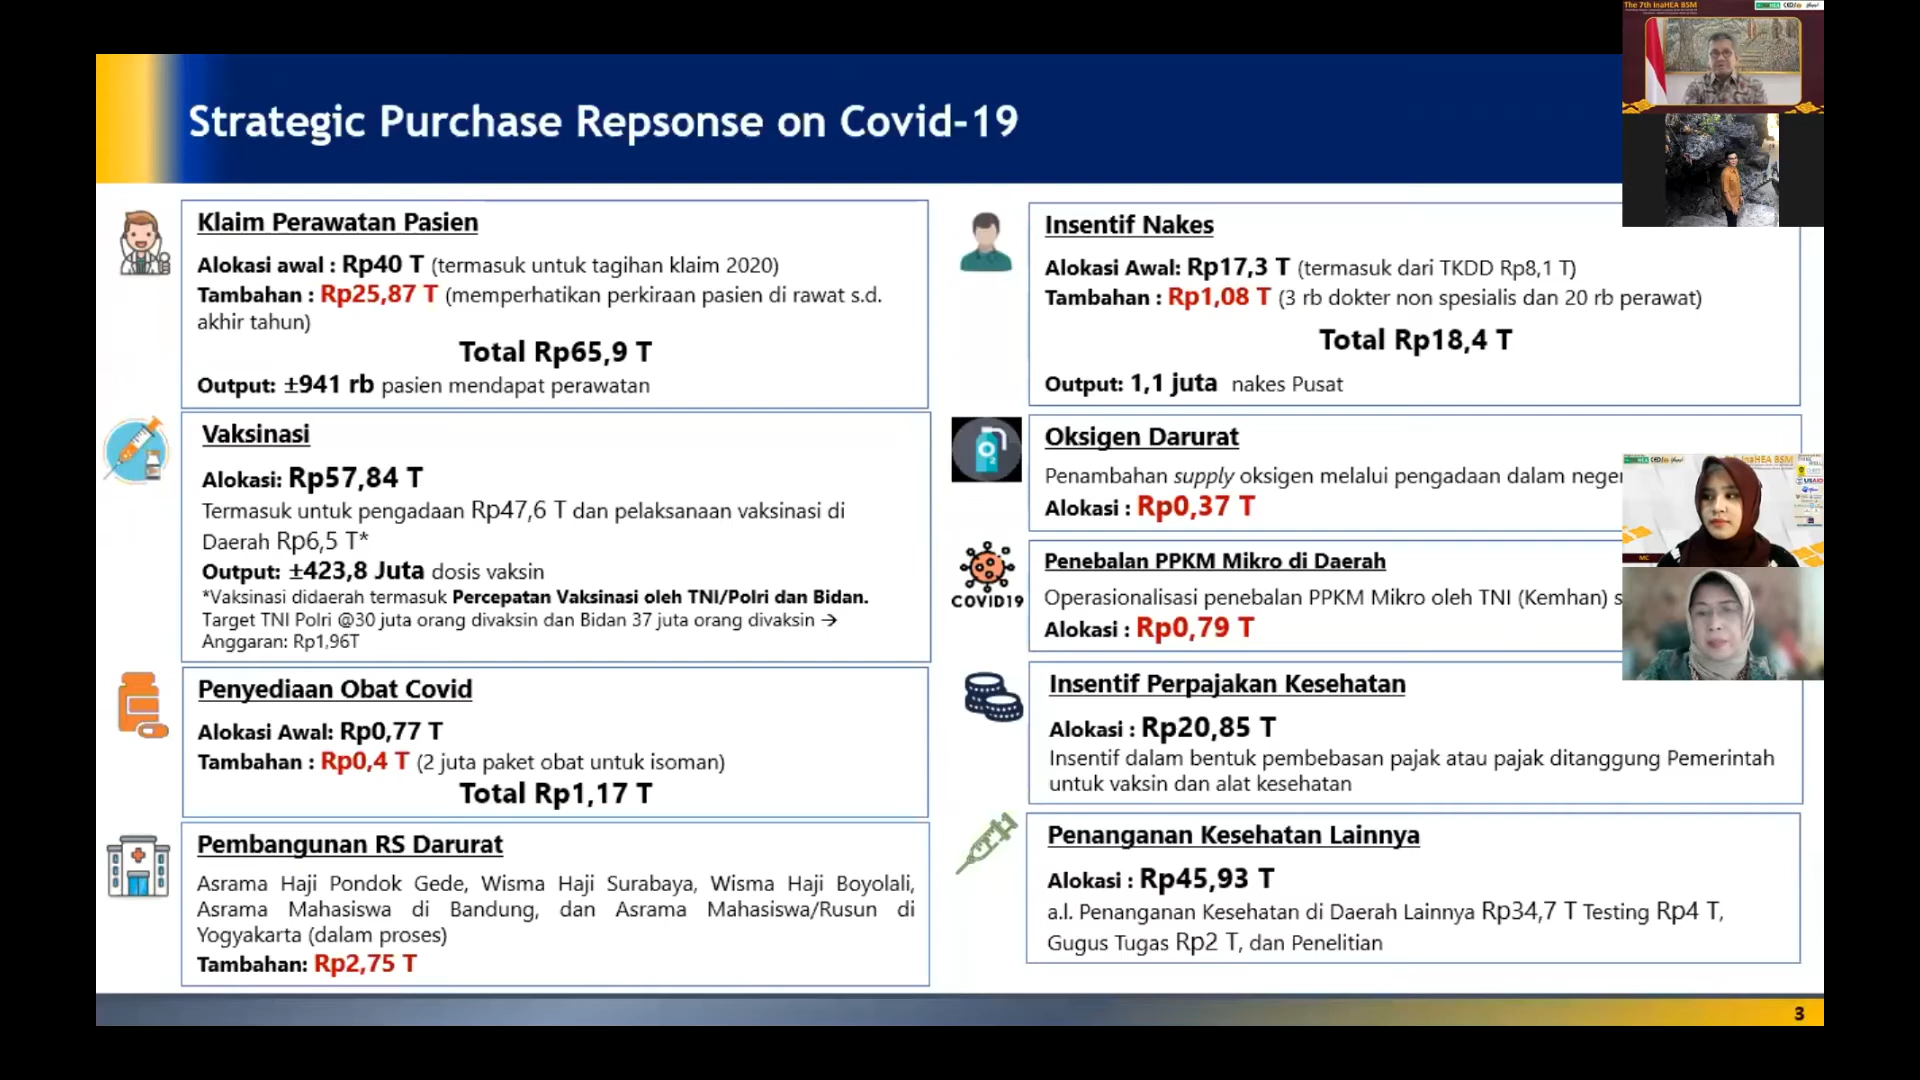 Strategic Purchase Repsonse on Covid-19
Klaim Perawatan Pasien
Alokasi awal : Rp40 T (termasuk untuk tagihan klaim 2020)
Tambahan : Rp25,87 T (memperhatikan perkiraan pasien di rawat s.d.
akhir tahun)
Total Rp65,9 T
Output: ±941 rb pasien mendapat perawatan
Vaksinasi
Alokasi: Rp57,84 T
Termasuk untuk pengadaan Rp47,6 T dan pelaksanaan vaksinasi di
Daerah Rp6,5 T*
Output: ±423,8 Juta dosis vaksin
*Vaksinasi didaerah termasuk Percepatan Vaksinasi oleh TNI/Polri dan Bidan.
Target TNI Polri @30 juta orang divaksin dan Bidan 37 juta orang divaksin →
Anggaran: Rp1,96T
Penyediaan Obat Covid
Alokasi Awal: Rp0,77 T
Tambahan : Rp0,4 T (2 juta paket obat untuk isoman)
Total Rp1,17 T
Pembangunan RS Darurat
Asrama Haji Pondok Gede, Wisma Haji Surabaya, Wisma Haji Boyolali,
Asrama Mahasiswa di Bandung, dan Asrama Mahasiswa/Rusun di
Yogyakarta (dalam proses)
Tambahan: Rp2,75 T
Insentif Nakes
Alokasi Awal: Rp17,3 T (termasuk dari TKDD Rp8,1 T)
Tambahan : Rp1,08 T (3 rb dokter non spesialis dan 20 rb perawat)
Total Rp18,4 T
Output: 1,1 juta nakes Pusat
O2
Oksigen Darurat
Penambahan supply oksigen melalui pengadaan dalam neger
Alokasi : Rp0,37 T
COVID19
Penebalan PPKM Mikro di Daerah
Operasionalisasi penebalan PPKM Mikro oleh TNI (Kemhan) s
Alokasi : Rp0,79 T
Insentif Perpajakan Kesehatan
Alokasi : Rp20,85 T
Insentif dalam bentuk pembebasan pajak atau pajak ditanggung Pemerintah
untuk vaksin dan alat kesehatan
Penanganan Kesehatan Lainnya
Alokasi : Rp45,93 T
a.l. Penanganan Kesehatan di Daerah Lainnya Rp34,7 T Testing Rp4 T,
Gugus Tugas Rp2 T, dan Penelitian
3
The 7th InaHEA BSM
InaHEA BSM
USAID
MC